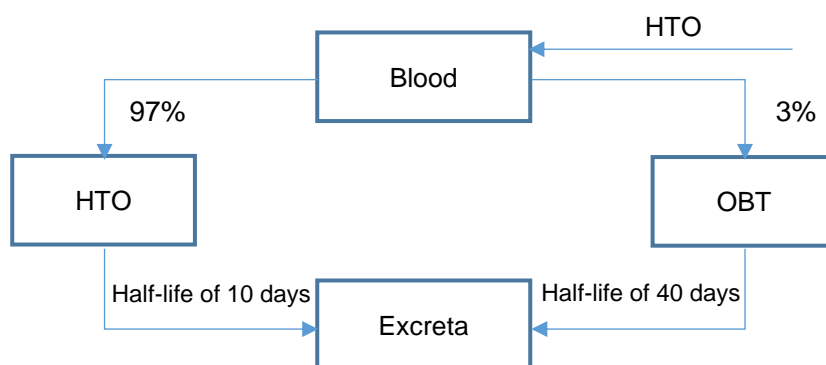 HTO
Blood
97%
3%
HTO
OBT
Half-life of 10 days
Half-life of 40 days
Excreta